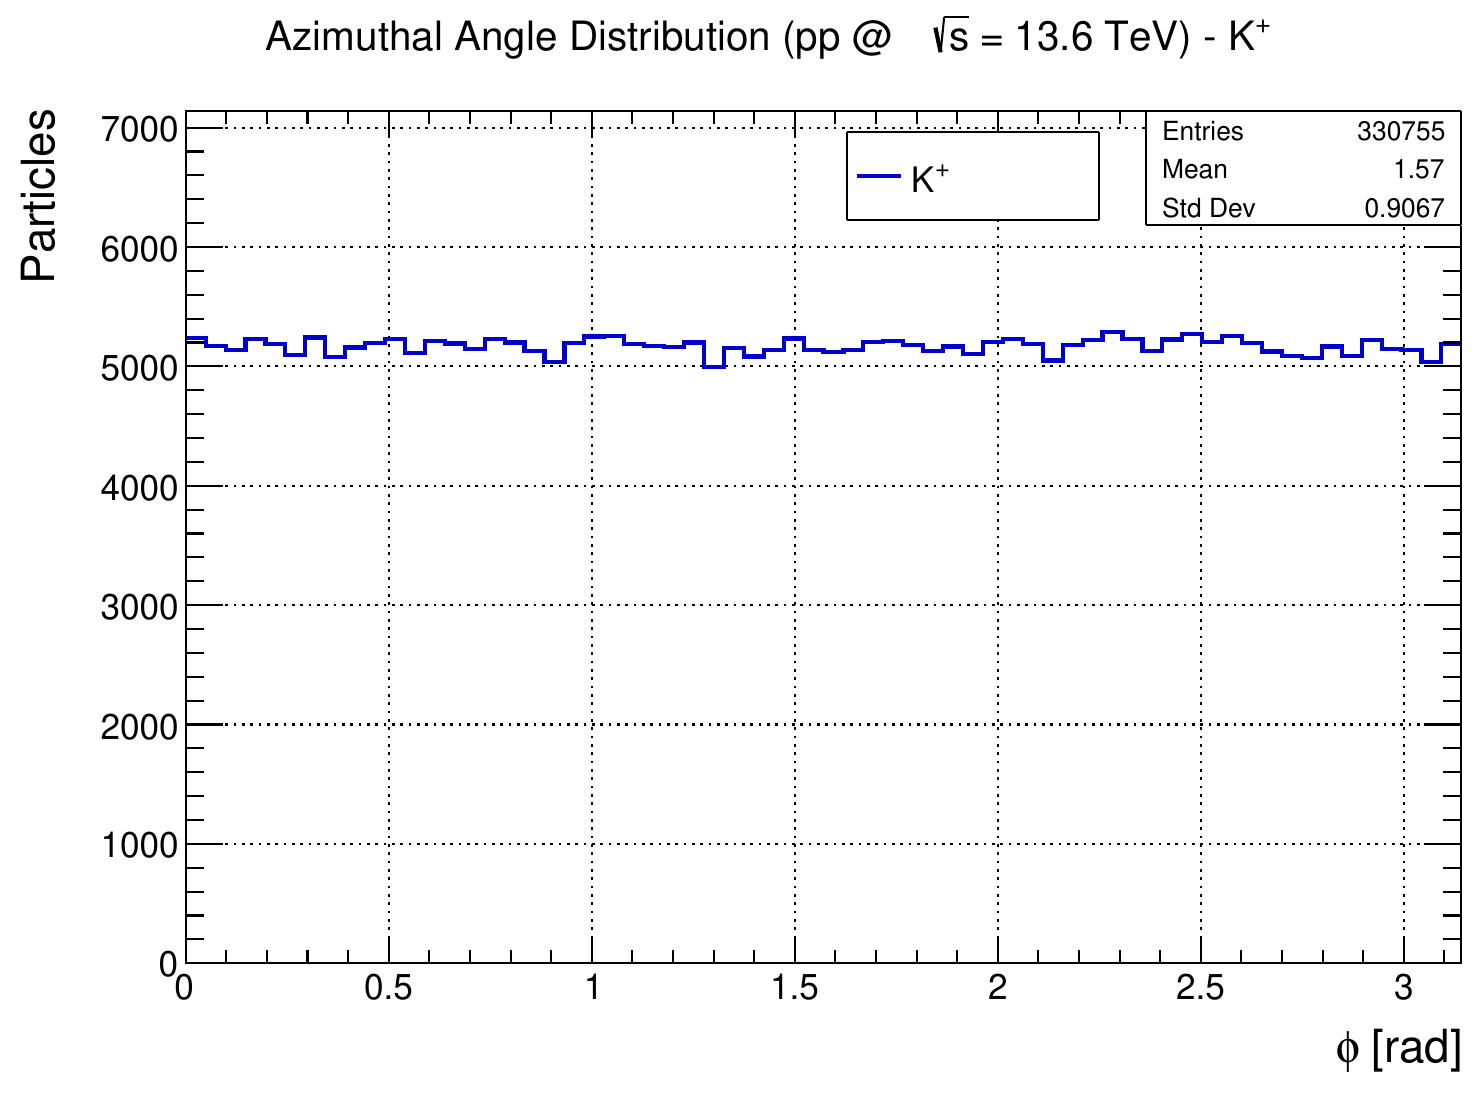 Azimuthal Angle Distribution (pp @ √s = 13.6 TeV) - K⁺
Particles
7000
6000
5000
4000
3000
2000
1000
0
K⁺
Entries 330755
Mean 1.57
Std Dev 0.9067
0 0.5 1 1.5 2 2.5 3
ϕ [rad]